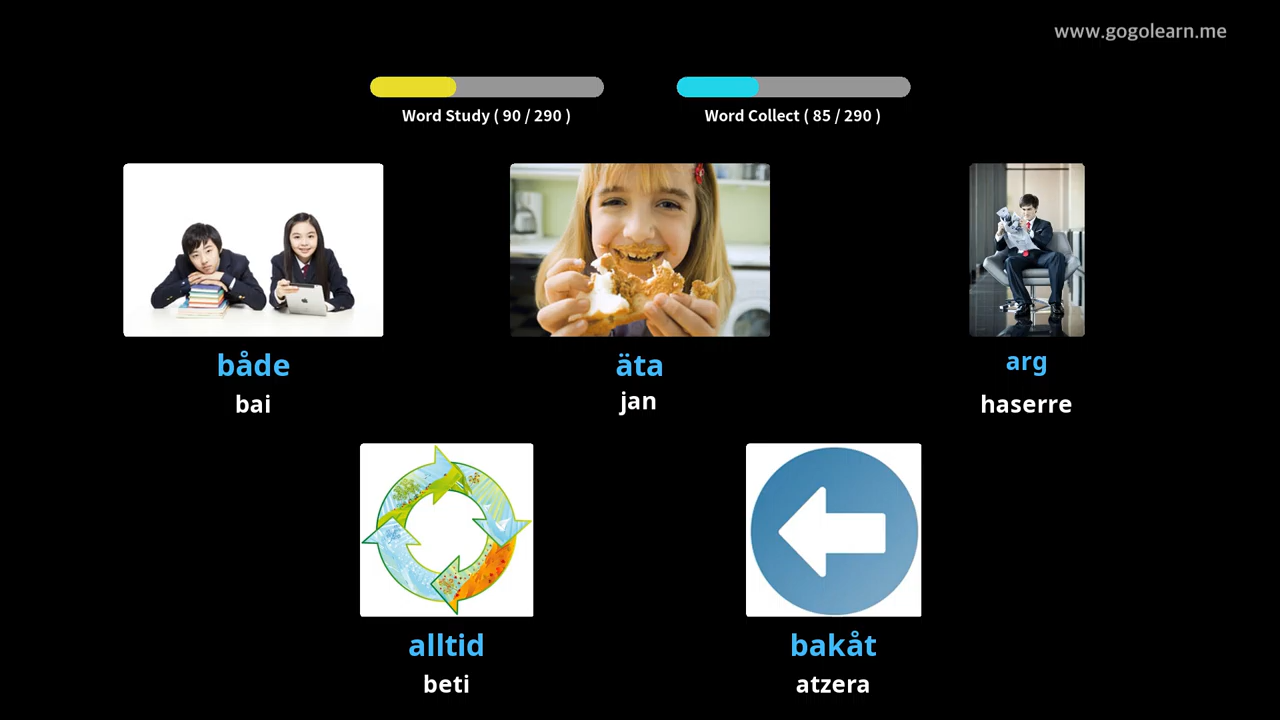 www.gogolearn.me
Word Study ( 90 / 290 )
Word Collect ( 85 / 290 )
både
bai
äta
jan
arg
haserre
alltid
beti
bakåt
atzera